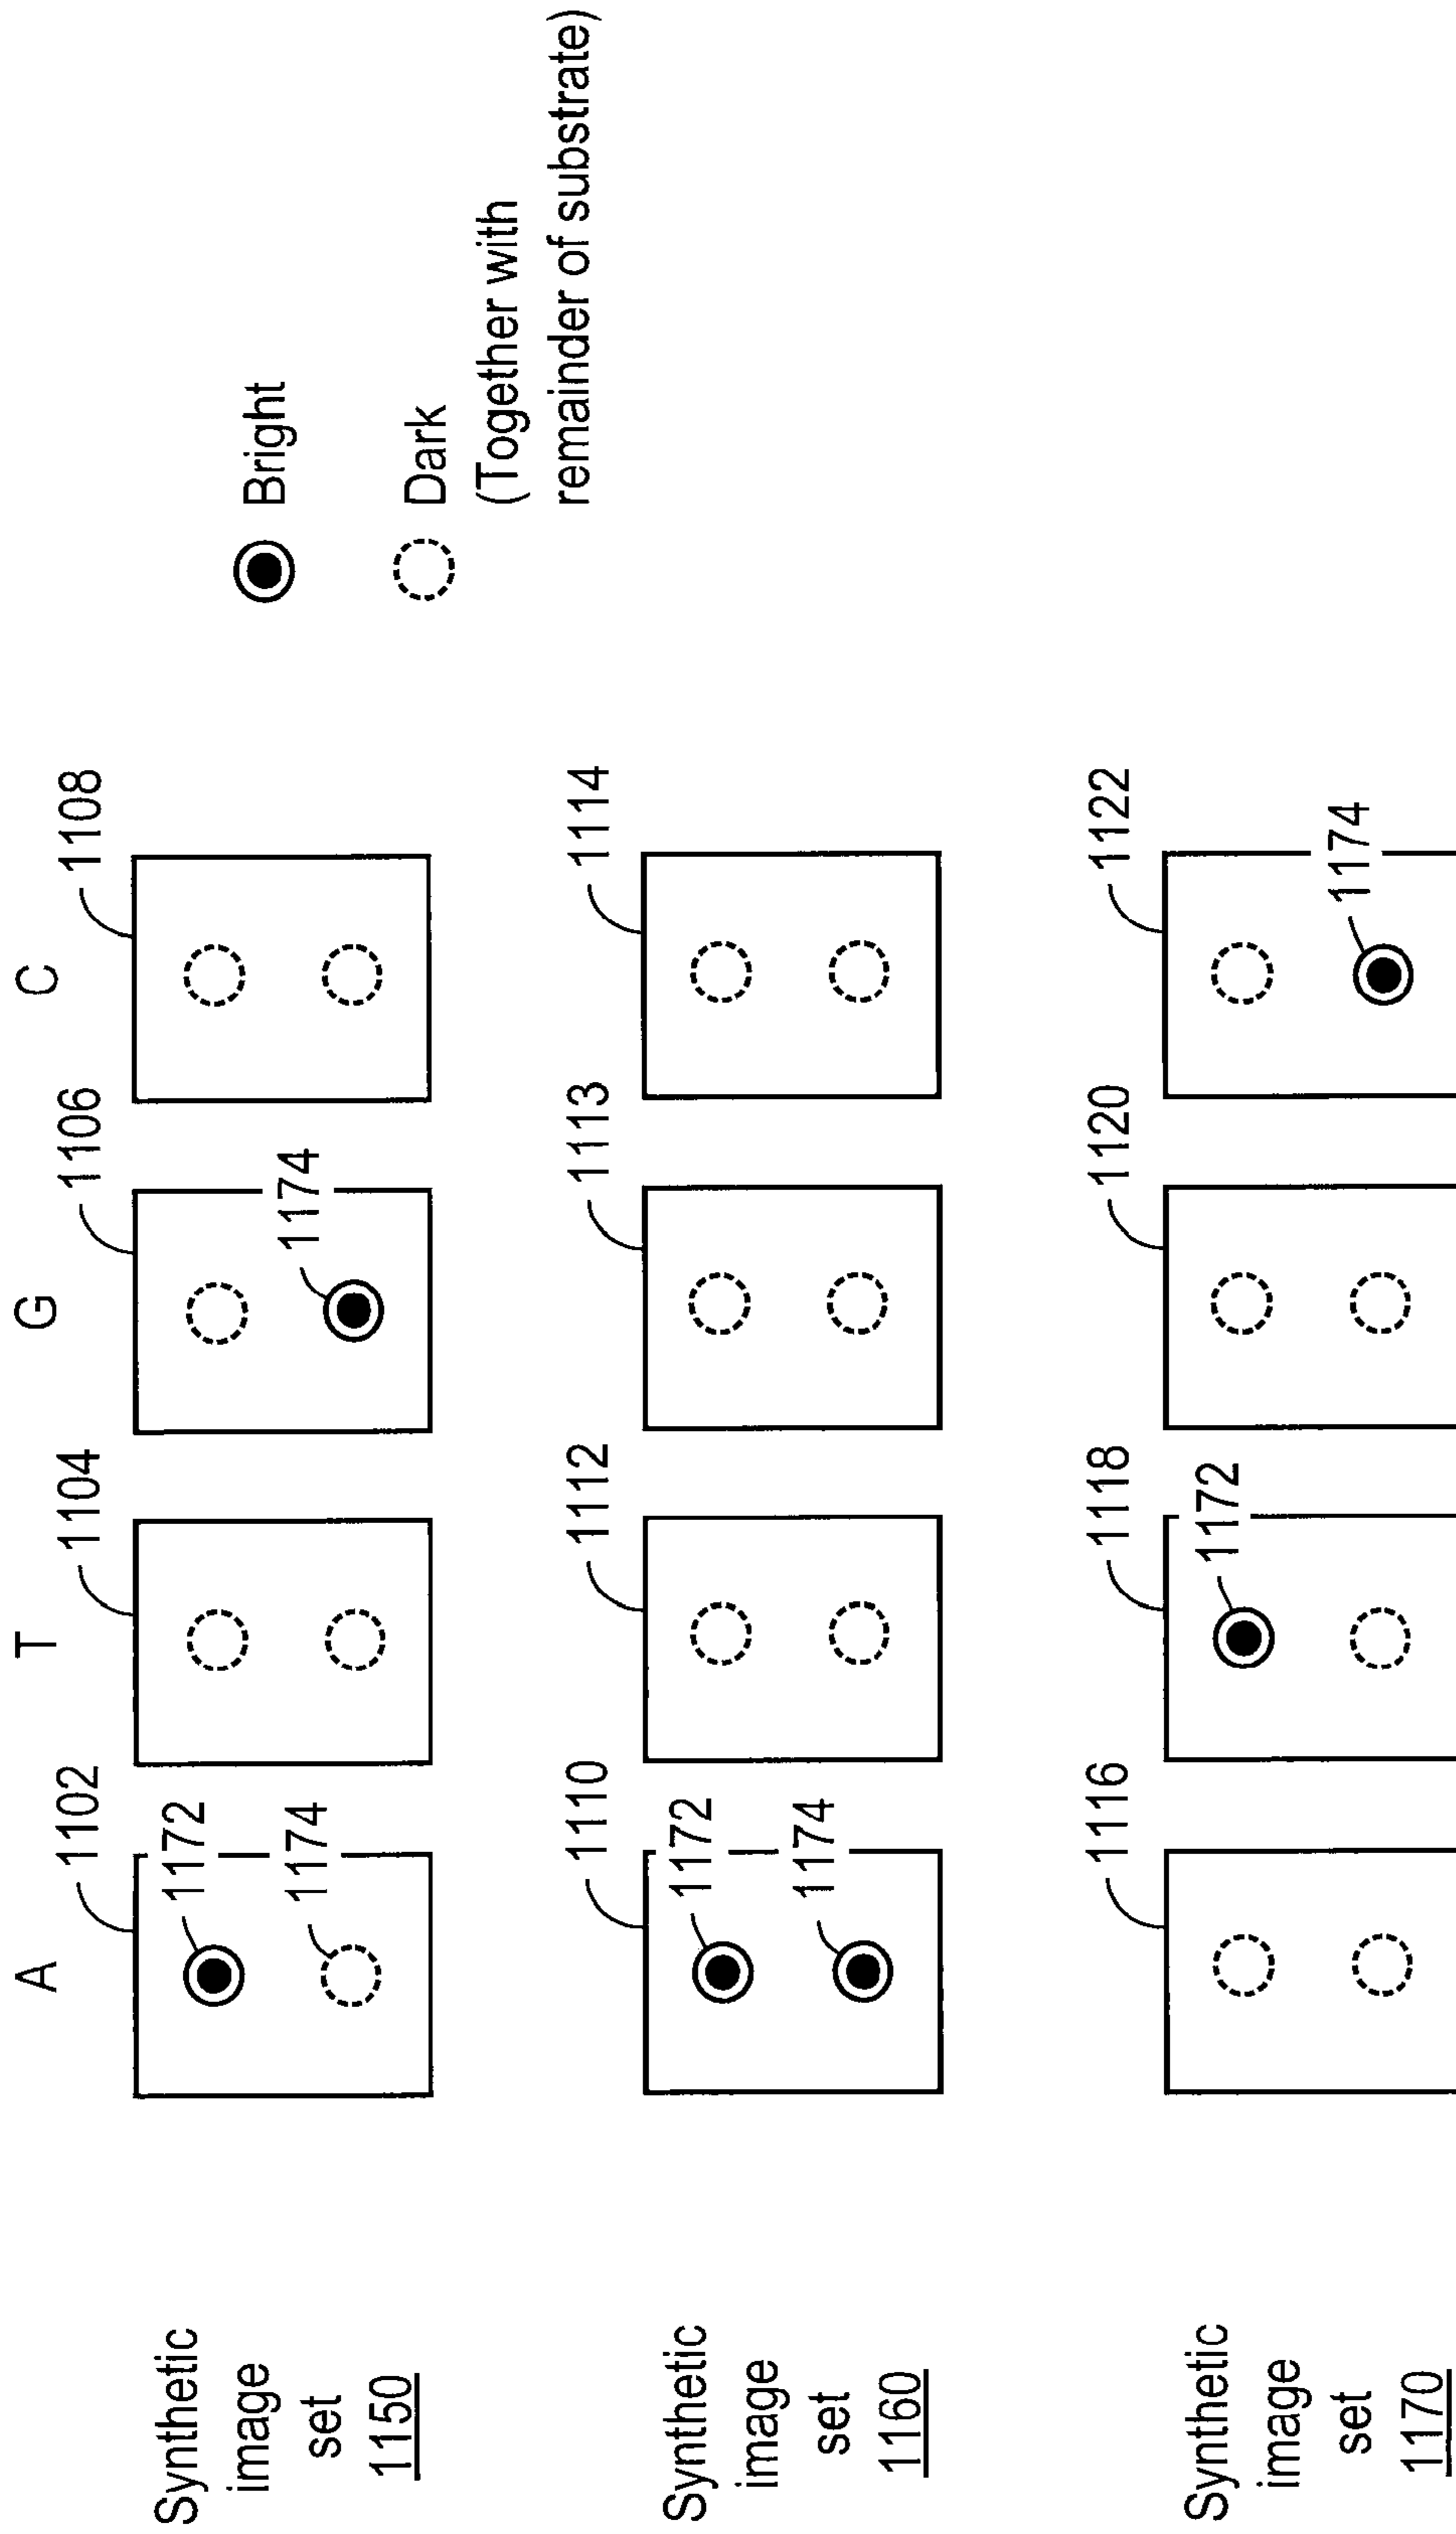 A
T
G
C
1102
1104
1106
1108
Synthetic
image
set
1150
1172
1174
1174
1110
1112
1113
1114
Synthetic
image
set
1160
1172
1174
1116
1118
1120
1122
Synthetic
image
set
1170
1172
1174
Bright
Dark
(Together with
remainder of substrate)